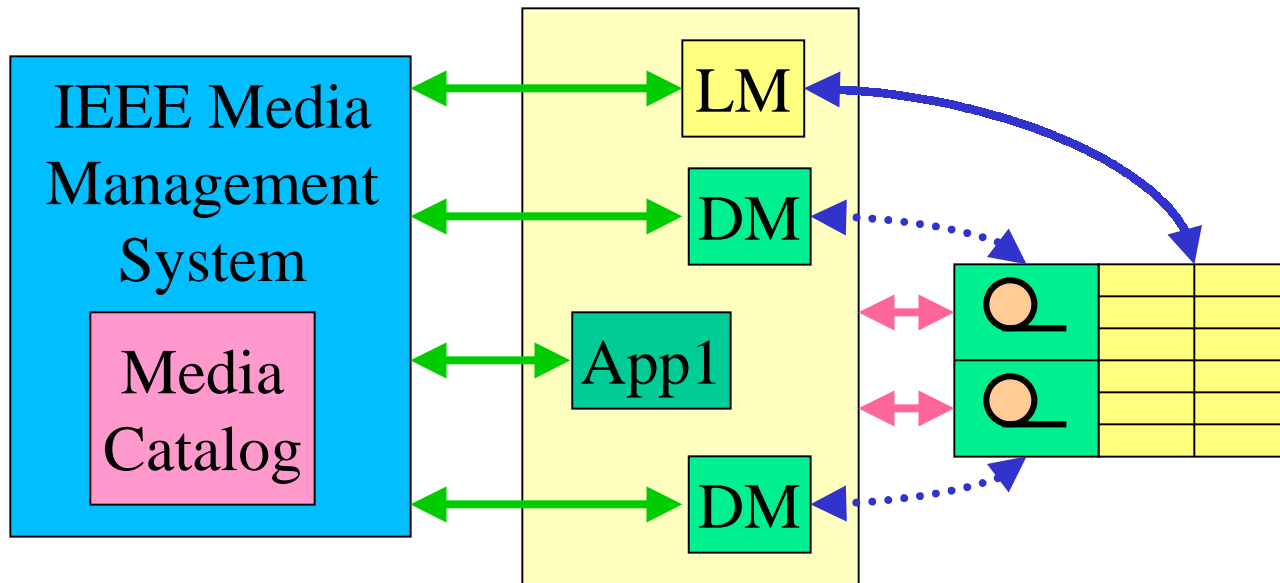 IEEE Media
Management
System
Media
Catalog
LM
DM
App1
DM